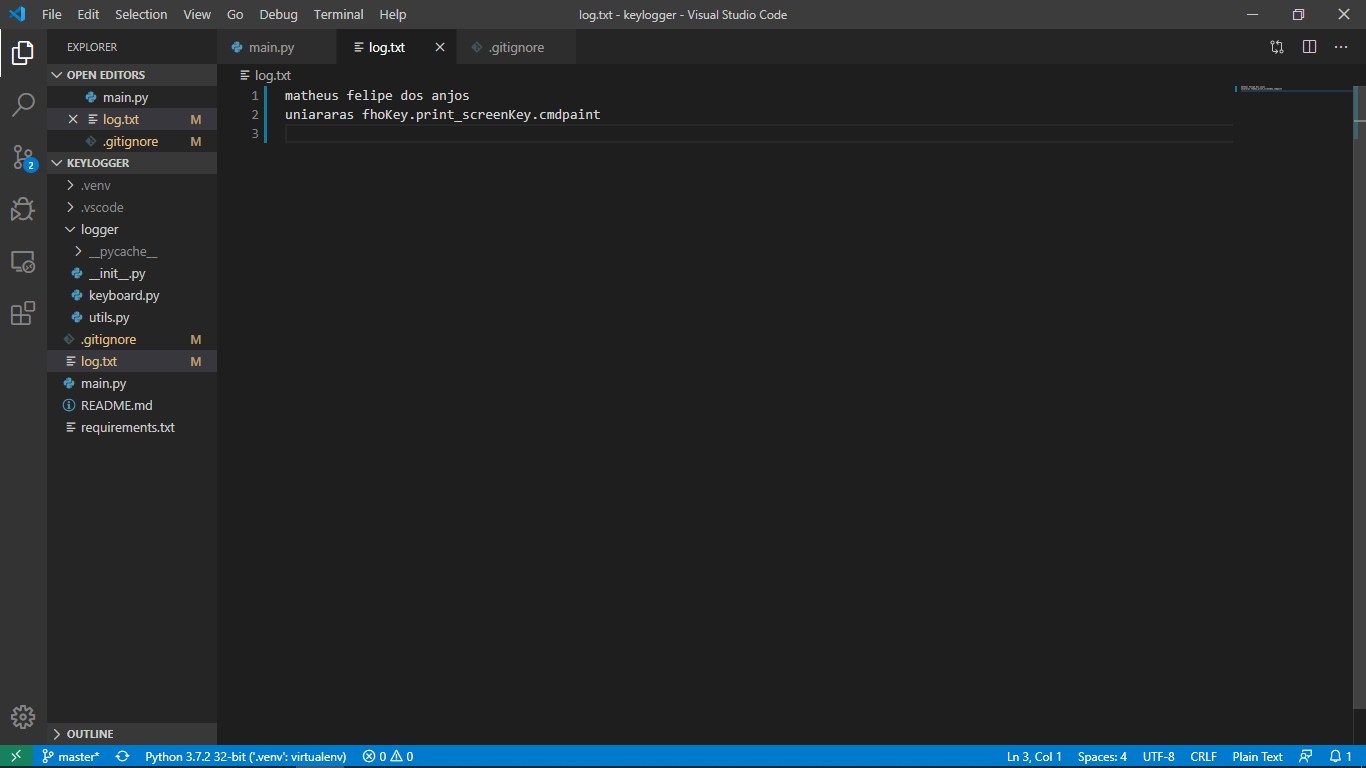 File Edit Selection View Go Debug Terminal Help log.txt - keylogger - Visual Studio Code
EXPLORER
main.py log.txt .gitignore
OPEN EDITORS
main.py
log.txt M
.gitignore M
KEYLOGGER
.venv
.vscode
logger
__pycache__
__init__.py
keyboard.py
utils.py
.gitignore M
log.txt M
main.py
README.md
requirements.txt
OUTLINE
2
log.txt
1 matheus felipe dos anjos
2 uniararas fhoKey.print_screenKey.cmdpaint
3
master* Python 3.7.2 32-bit ('.venv': virtualenv) 0 0 Ln 3, Col 1 Spaces: 4 UTF-8 CRLF Plain Text 1